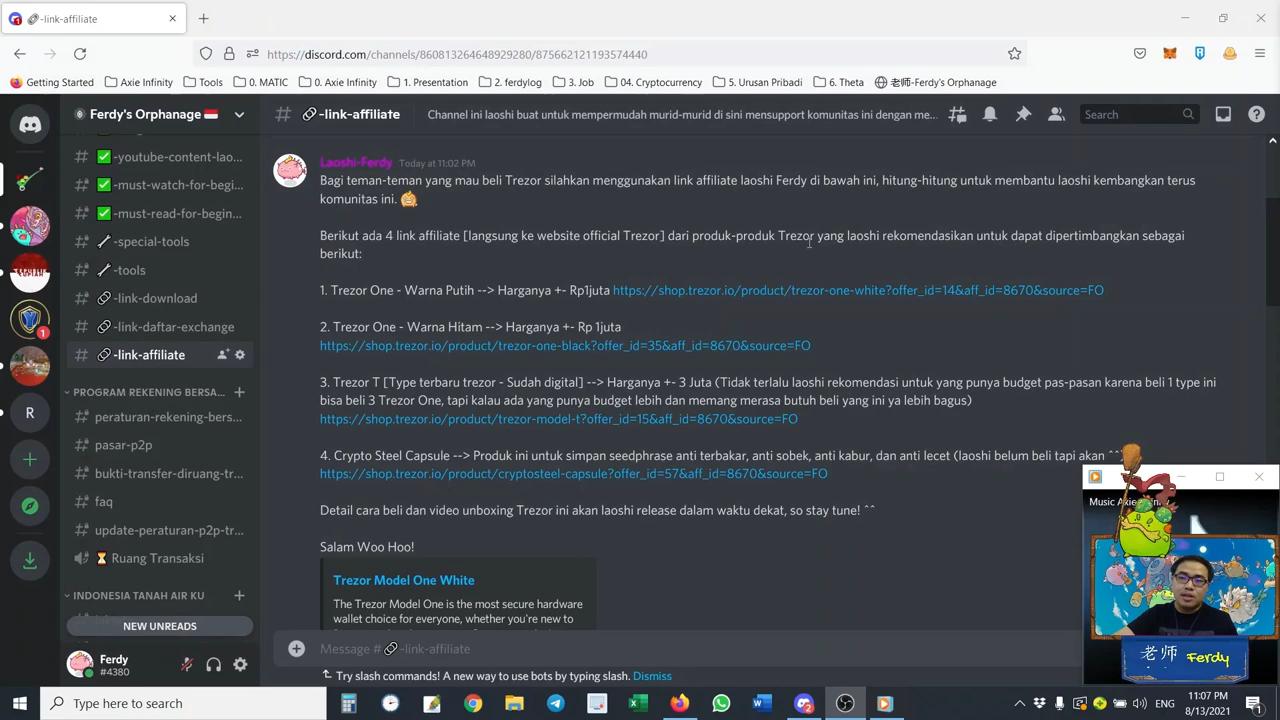 -link-affiliate
https://discord.com/channels/860813264648929280/875662121193574440
Getting Started
Axie Infinity
Tools
0. MATIC
0. Axie Infinity
1. Presentation
2. ferdylog
3. Job
04. Cryptocurrency
5. Urusan Pribadi
6. Theta
老师-Ferdy's Orphanage
Ferdy's Orphanage
-link-affiliate
Channel ini laoshi buat untuk mempermudah murid-murid di sini mensupport komunitas ini dengan me...
Search
-youtube-content-lao...
-must-watch-for-begi...
-must-read-for-begin...
-special-tools
-tools
-link-download
-link-daftar-exchange
-link-affiliate
PROGRAM REKENING BERSA...
peraturan-rekening-bers...
pasar-p2p
bukti-transfer-diruang-tr...
faq
update-peraturan-p2p-tr...
Ruang Transaksi
INDONESIA TANAH AIR KU
NEW UNREADS
Ferdy
#4380
R
1
Laoshi-Ferdy Today at 11:02 PM
Bagi teman-teman yang mau beli Trezor silahkan menggunakan link affiliate laoshi Ferdy di bawah ini, hitung-hitung untuk membantu laoshi kembangkan terus
komunitas ini.
Berikut ada 4 link affiliate [langsung ke website official Trezor] dari produk-produk Trezor yang laoshi rekomendasikan untuk dapat dipertimbangkan sebagai
berikut:
1. Trezor One - Warna Putih --> Harganya +- Rp1juta https://shop.trezor.io/product/trezor-one-white?offer_id=14&aff_id=8670&source=FO
2. Trezor One - Warna Hitam --> Harganya +- Rp 1juta
https://shop.trezor.io/product/trezor-one-black?offer_id=35&aff_id=8670&source=FO
3. Trezor T [Type terbaru trezor - Sudah digital] --> Harganya +- 3 Juta (Tidak terlalu laoshi rekomendasi untuk yang punya budget pas-pasan karena beli 1 type ini
bisa beli 3 Trezor One, tapi kalau ada yang punya budget lebih dan memang merasa butuh beli yang ini ya lebih bagus)
https://shop.trezor.io/product/trezor-model-t?offer_id=15&aff_id=8670&source=FO
4. Crypto Steel Capsule --> Produk ini untuk simpan seedphrase anti terbakar, anti sobek, anti kabur, dan anti lecet (laoshi belum beli tapi akan ^^
https://shop.trezor.io/product/cryptosteel-capsule?offer_id=57&aff_id=8670&source=FO
Detail cara beli dan video unboxing Trezor ini akan laoshi release dalam waktu dekat, so stay tune! ^^
Salam Woo Hoo!
Trezor Model One White
The Trezor Model One is the most secure hardware
wallet choice for everyone, whether you're new to
Message # -link-affiliate
Try slash commands! A new way to use bots by typing slash. Dismiss
Music Axie
老师 Ferdy
Type here to search
ENG
11:07 PM
8/13/2021